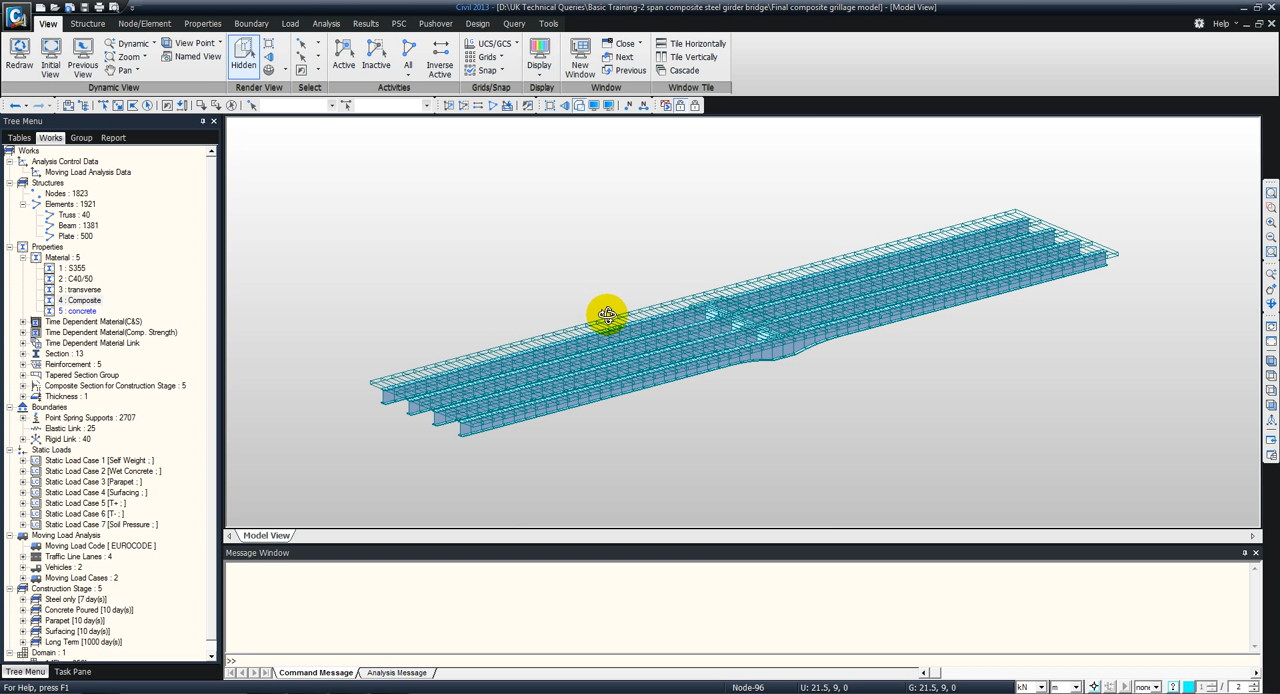 Civil 2013 - [D:\UK Technical Queries\Basic Training-2 span composite steel girder bridge\Final composite grillage model] - [Model View]
View Structure Node/Element Properties Boundary Load Analysis Results PSC Pushover Design Query Tools Help
Redraw
Initial View
Previous View
Dynamic
Zoom
Pan
View Point
Named View
Hidden
Active
Inactive
All
Inverse Active
UCS/GCS
Grids
Snap
Display
New Window
Close
Next
Previous
Tile Horizontally
Tile Vertically
Cascade
Dynamic View Render View Select Activities Grids/Snap Display Window Window Tile
Tree Menu
Tables Works Group Report
Works
Analysis Control Data
Moving Load Analysis Data
Structures
Nodes : 1823
Elements : 1921
Truss : 40
Beam : 1381
Plate : 500
Properties
Material : 5
1 : S355
2 : C40/50
3 : transverse
4 : Composite
5 : concrete
Time Dependent Material(C&S)
Time Dependent Material(Comp. Strength)
Time Dependent Material Link
Section : 13
Reinforcement : 5
Tapered Section Group
Composite Section for Construction Stage : 5
Thickness : 1
Boundaries
Point Spring Supports : 2707
Elastic Link : 25
Rigid Link : 40
Static Loads
Static Load Case 1 [Self Weight ; ]
Static Load Case 2 [Wet Concrete ; ]
Static Load Case 3 [Parapet ; ]
Static Load Case 4 [Surfacing ; ]
Static Load Case 5 [T+ ; ]
Static Load Case 6 [T- ; ]
Static Load Case 7 [Soil Pressure ; ]
Moving Load Analysis
Moving Load Code [ EUROCODE ]
Traffic Line Lanes : 4
Vehicles : 2
Moving Load Cases : 2
Construction Stage : 5
Steel only [7 day(s)]
Concrete Poured [10 day(s)]
Parapet [10 day(s)]
Surfacing [10 day(s)]
Long Term [1000 day(s)]
Domain : 1
Model View
Message Window
>>
Tree Menu Task Pane
Command Message Analysis Message
For Help, press F1
Node-96
U: 21.5, 9, 0
G: 21.5, 9, 0
kN
m
none
1
/ 2